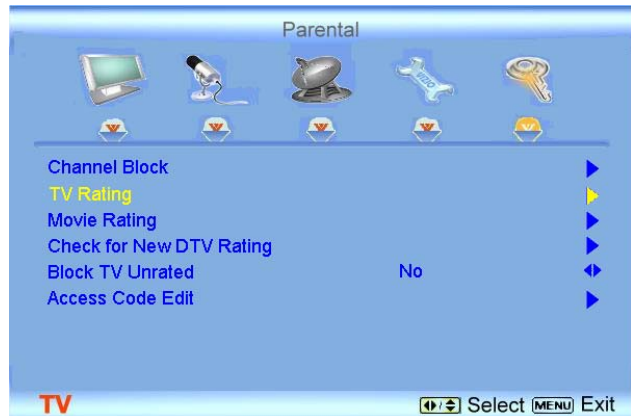 Parental
VIZIO
Channel Block
TV Rating
Movie Rating
Check for New DTV Rating
Block TV Unrated No
Access Code Edit
TV Select MENU Exit